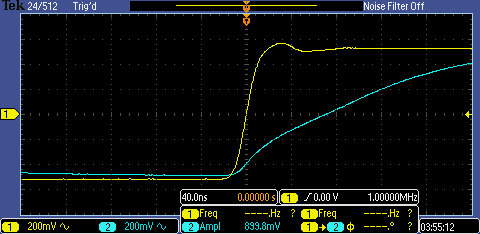 Tek 24/512 Trig'd Noise Filter Off
1
40.0ns 0.00000 s 1 0.00 V 1.00000MHz
1 Freq -----.Hz ? 1 Freq -----.Hz ?
2 Ampl 899.8mV 1 → 2 ϕ ----.° ?
1 200mV 2 200mV 03:55:12